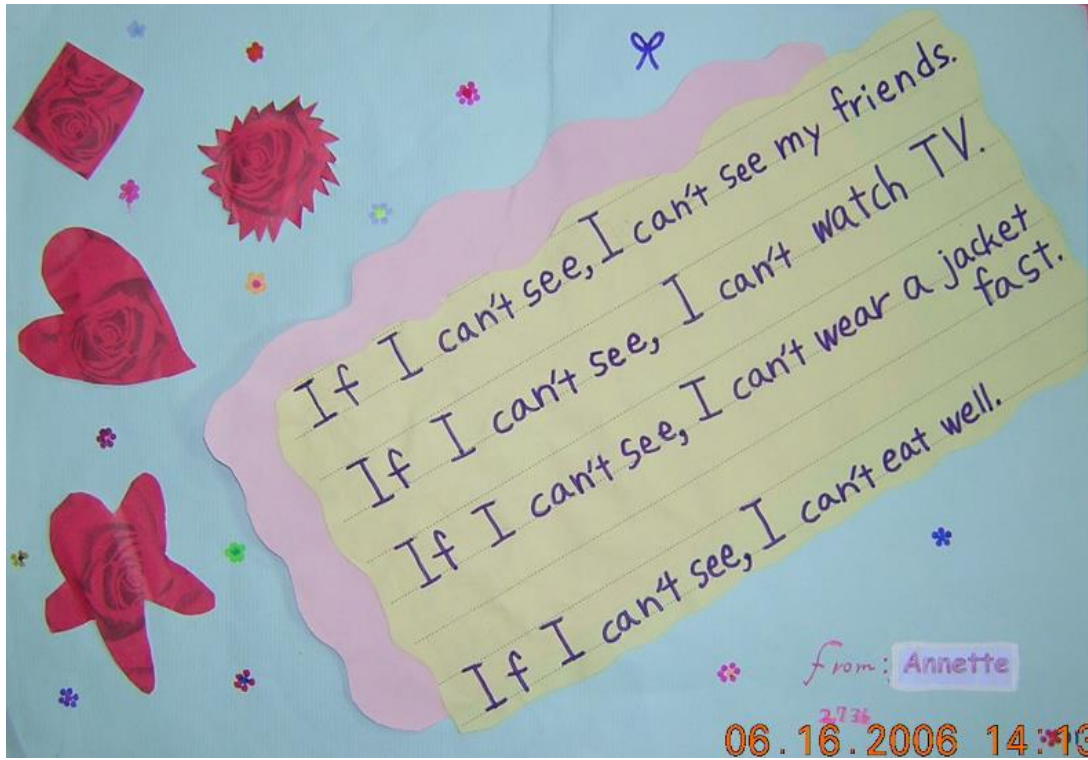 If I can't see, I can't see my friends.
If I can't see, I can't watch TV.
If I can't see, I can't wear a jacket
fast.
If I can't see, I can't eat well.
from: Annette
2736
06.16.2006 14:13